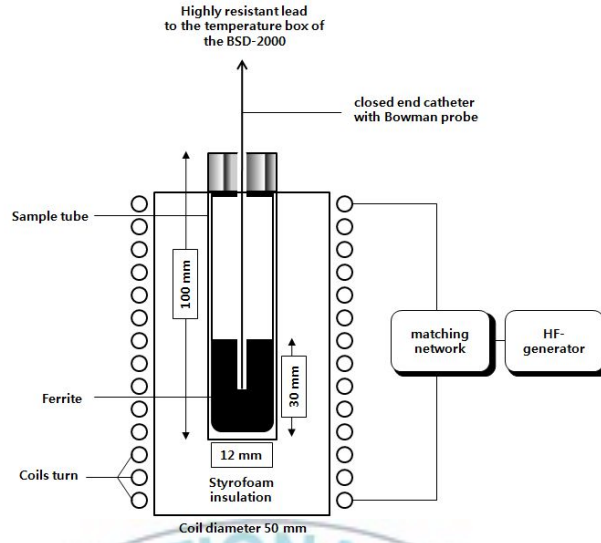 Highly resistant lead
to the temperature box of
the BSD-2000
closed end catheter
with Bowman probe
Sample tube
100 mm
matching
network
HF-
generator
30 mm
Ferrite
12 mm
Coils turn
Styrofoam
insulation
Coil diameter 50 mm